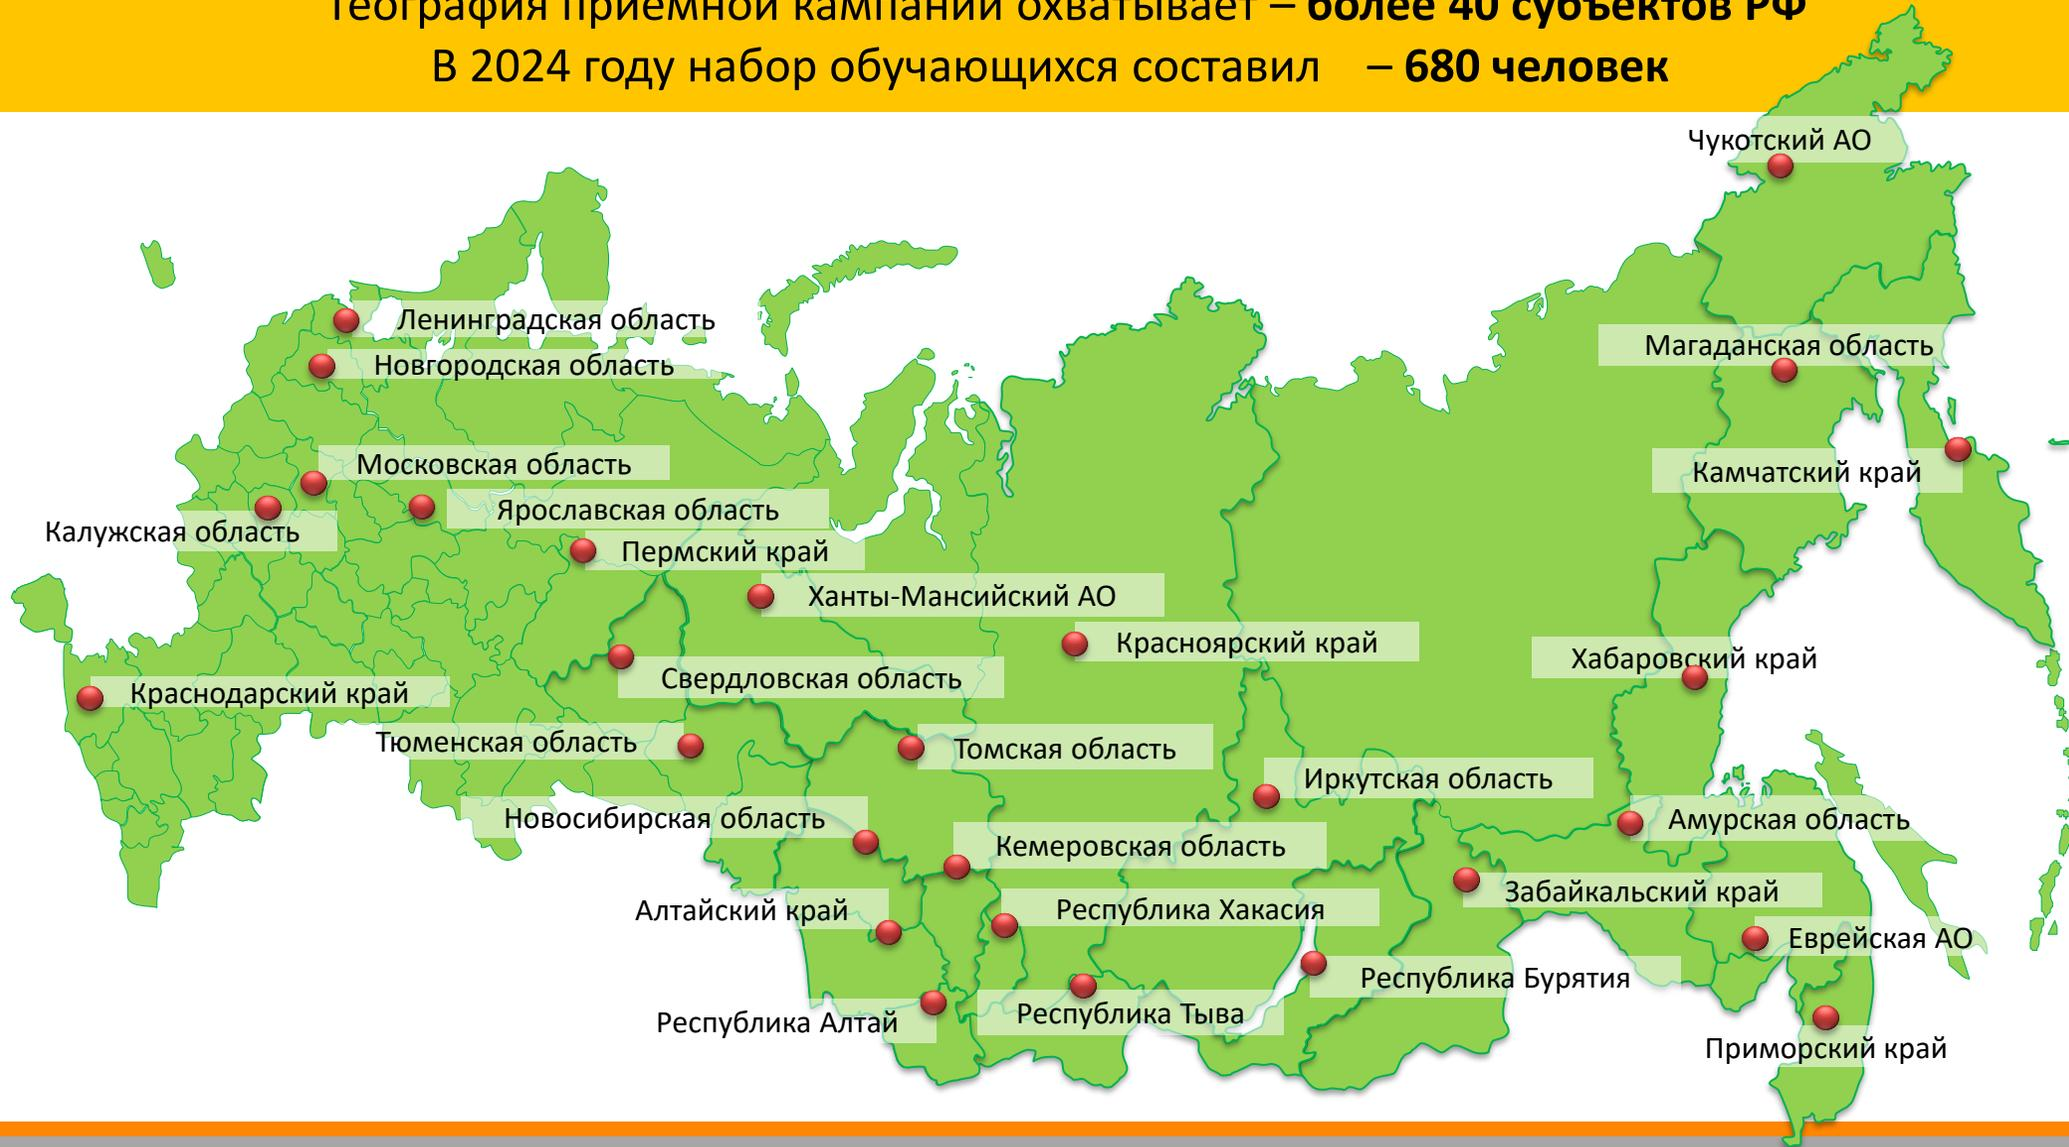 География приемной кампании охватывает – более 40 субъектов РФ
В 2024 году набор обучающихся составил – 680 человек
Чукотский АО
Ленинградская область
Магаданская область
Новгородская область
Московская область
Камчатский край
Ярославская область
Калужская область
Пермский край
Ханты-Мансийский АО
Красноярский край
Хабаровский край
Свердловская область
Краснодарский край
Тюменская область
Томская область
Иркутская область
Новосибирская область
Амурская область
Кемеровская область
Забайкальский край
Алтайский край
Республика Хакасия
Еврейская АО
Республика Бурятия
Республика Тыва
Республика Алтай
Приморский край